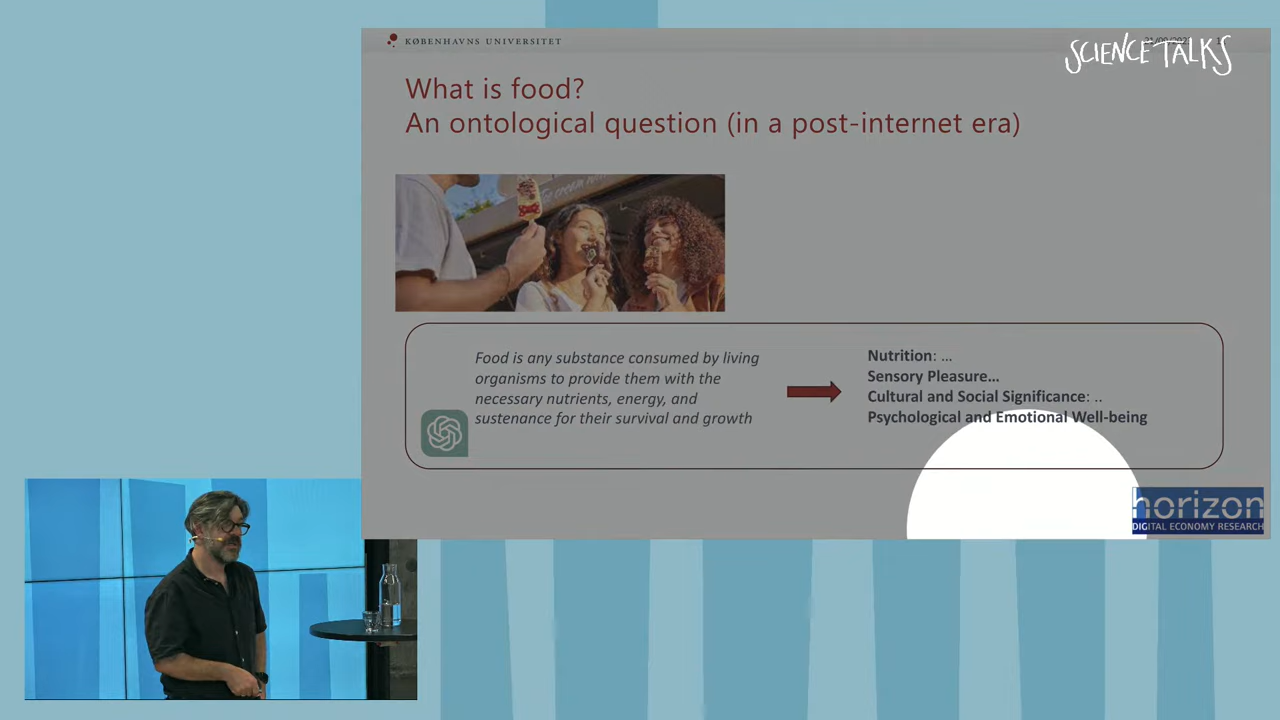 KØBENHAVNS UNIVERSITET
SCIENCE TALKS
What is food?
An ontological question (in a post-internet era)
Food is any substance consumed by living
organisms to provide them with the
necessary nutrients, energy, and
sustenance for their survival and growth
Nutrition: ...
Sensory Pleasure...
Cultural and Social Significance: ..
Psychological and Emotional Well-being
horizon
DIGITAL ECONOMY RESEARCH